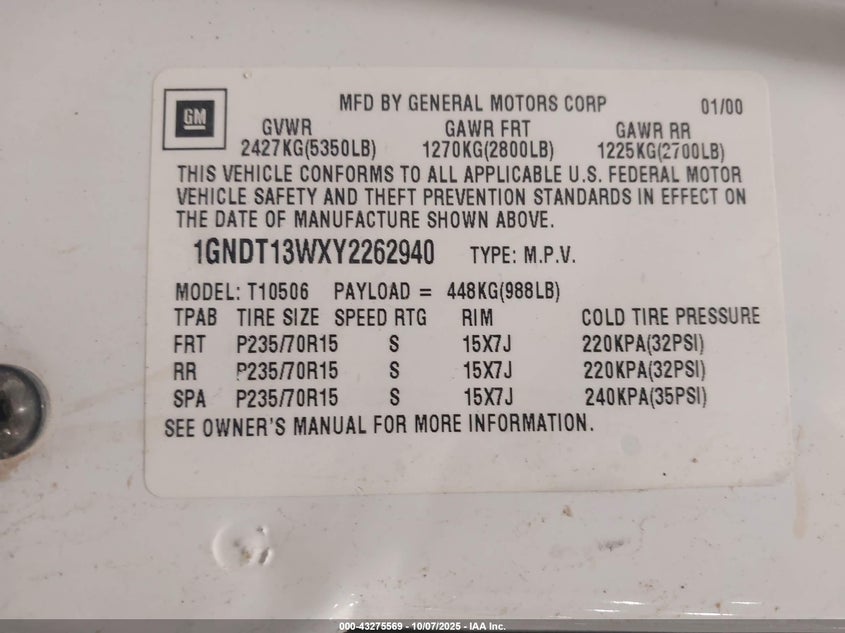 GM
MFD BY GENERAL MOTORS CORP 01/00
GVWR GAWR FRT GAWR RR
2427KG(5350LB) 1270KG(2800LB) 1225KG(2700LB)
THIS VEHICLE CONFORMS TO ALL APPLICABLE U.S. FEDERAL MOTOR
VEHICLE SAFETY AND THEFT PREVENTION STANDARDS IN EFFECT ON
THE DATE OF MANUFACTURE SHOWN ABOVE.
1GNDT13WXY2262940 TYPE: M.P.V.
MODEL: T10506 PAYLOAD = 448KG(988LB)
TPAB TIRE SIZE SPEED RTG RIM COLD TIRE PRESSURE
FRT P235/70R15 S 15X7J 220KPA(32PSI)
RR P235/70R15 S 15X7J 220KPA(32PSI)
SPA P235/70R15 S 15X7J 240KPA(35PSI)
SEE OWNER'S MANUAL FOR MORE INFORMATION.
000-43275569 - 10/07/2025 - IAA Inc.